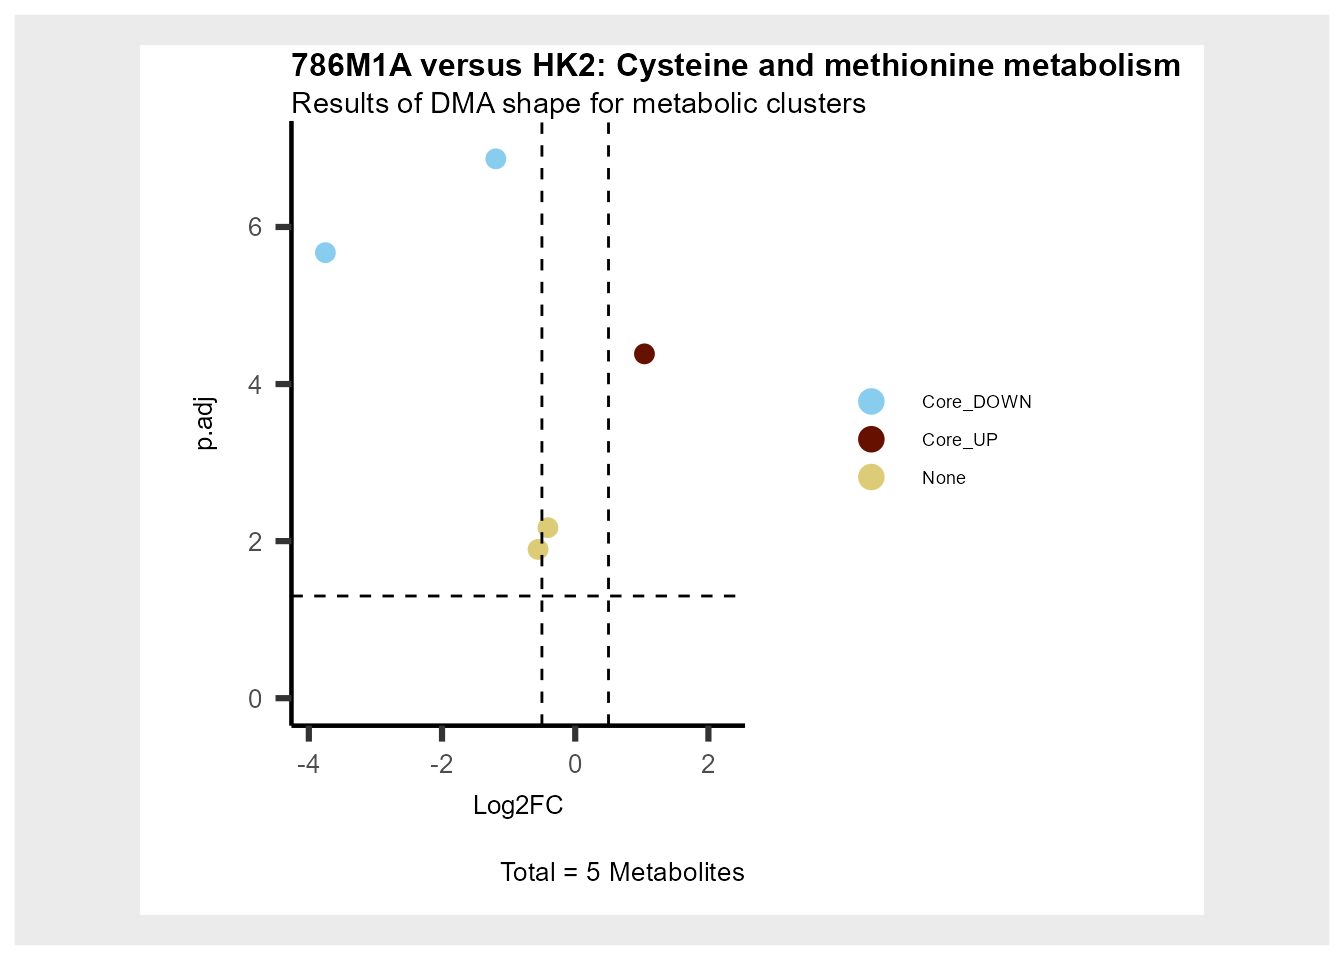 786M1A versus HK2: Cysteine and methionine metabolism
Results of DMA shape for metabolic clusters
6
4
2
0
p.adj
-4 -2 0 2
Log2FC
Core_DOWN
Core_UP
None
Total = 5 Metabolites